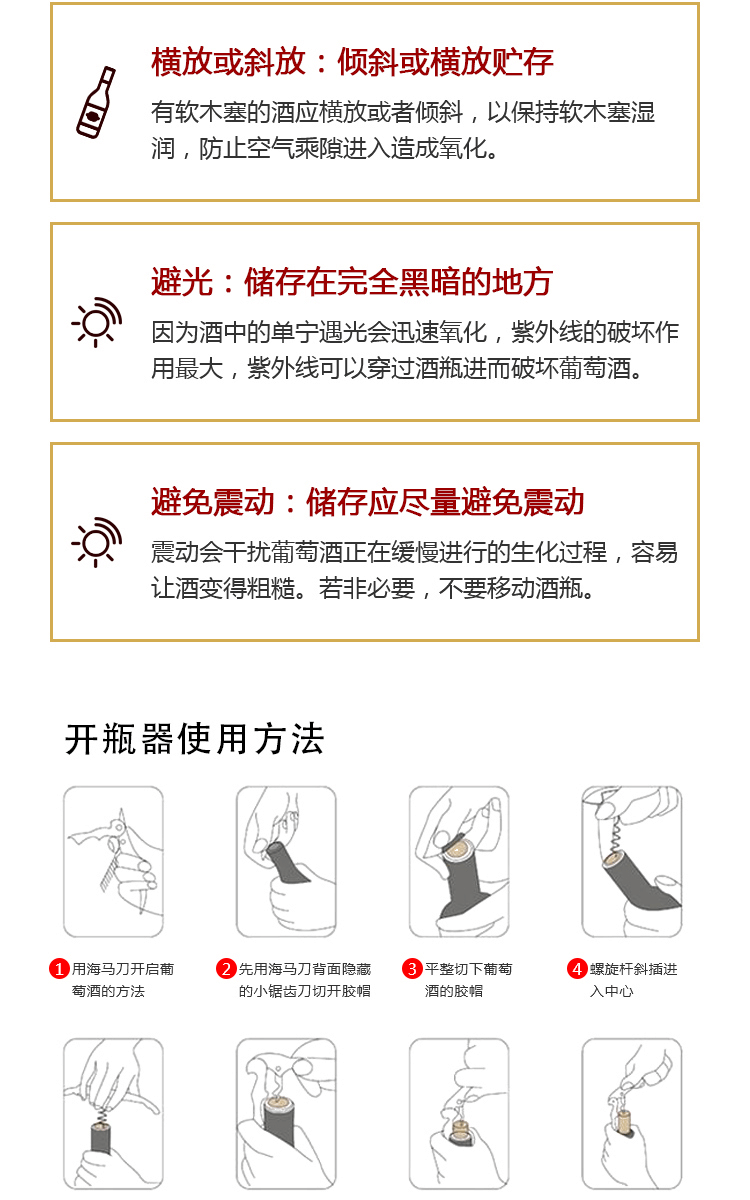 横放或斜放：倾斜或横放贮存
有软木塞的酒应横放或者倾斜，以保持软木塞湿
润，防止空气乘隙进入造成氧化。
避光：储存在完全黑暗的地方
因为酒中的单宁遇光会迅速氧化，紫外线的破坏作
用最大，紫外线可以穿过酒瓶进而破坏葡萄酒。
避免震动：储存应尽量避免震动
震动会干扰葡萄酒正在缓慢进行的生化过程，容易
让酒变得粗糙。若非必要，不要移动酒瓶。
开瓶器使用方法
1 用海马刀开启葡
萄酒的方法
2 先用海马刀背面隐藏
的小锯齿刀切开胶帽
3 平整切下葡萄
酒的胶帽
4 螺旋杆斜插进
入中心